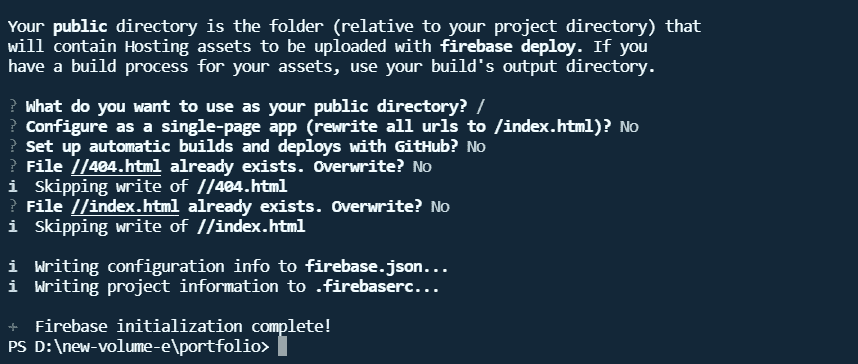 Your public directory is the folder (relative to your project directory) that
will contain Hosting assets to be uploaded with firebase deploy. If you
have a build process for your assets, use your build's output directory.
? What do you want to use as your public directory? /
? Configure as a single-page app (rewrite all urls to /index.html)? No
? Set up automatic builds and deploys with GitHub? No
? File //404.html already exists. Overwrite? No
i  Skipping write of //404.html
? File //index.html already exists. Overwrite? No
i  Skipping write of //index.html
i  Writing configuration info to firebase.json...
i  Writing project information to .firebaserc...
+  Firebase initialization complete!
PS D:\new-volume-e\portfolio>